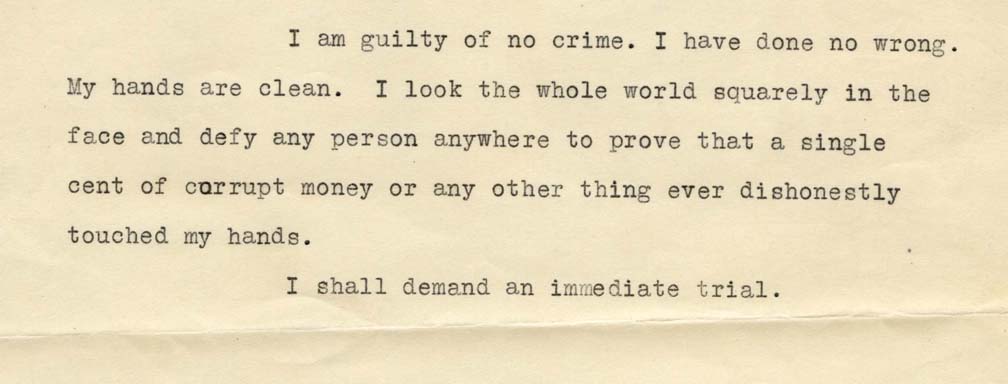 I am guilty of no crime. I have done no wrong.
My hands are clean. I look the whole world squarely in the
face and defy any person anywhere to prove that a single
cent of corrupt money or any other thing ever dishonestly
touched my hands.
I shall demand an immediate trial.